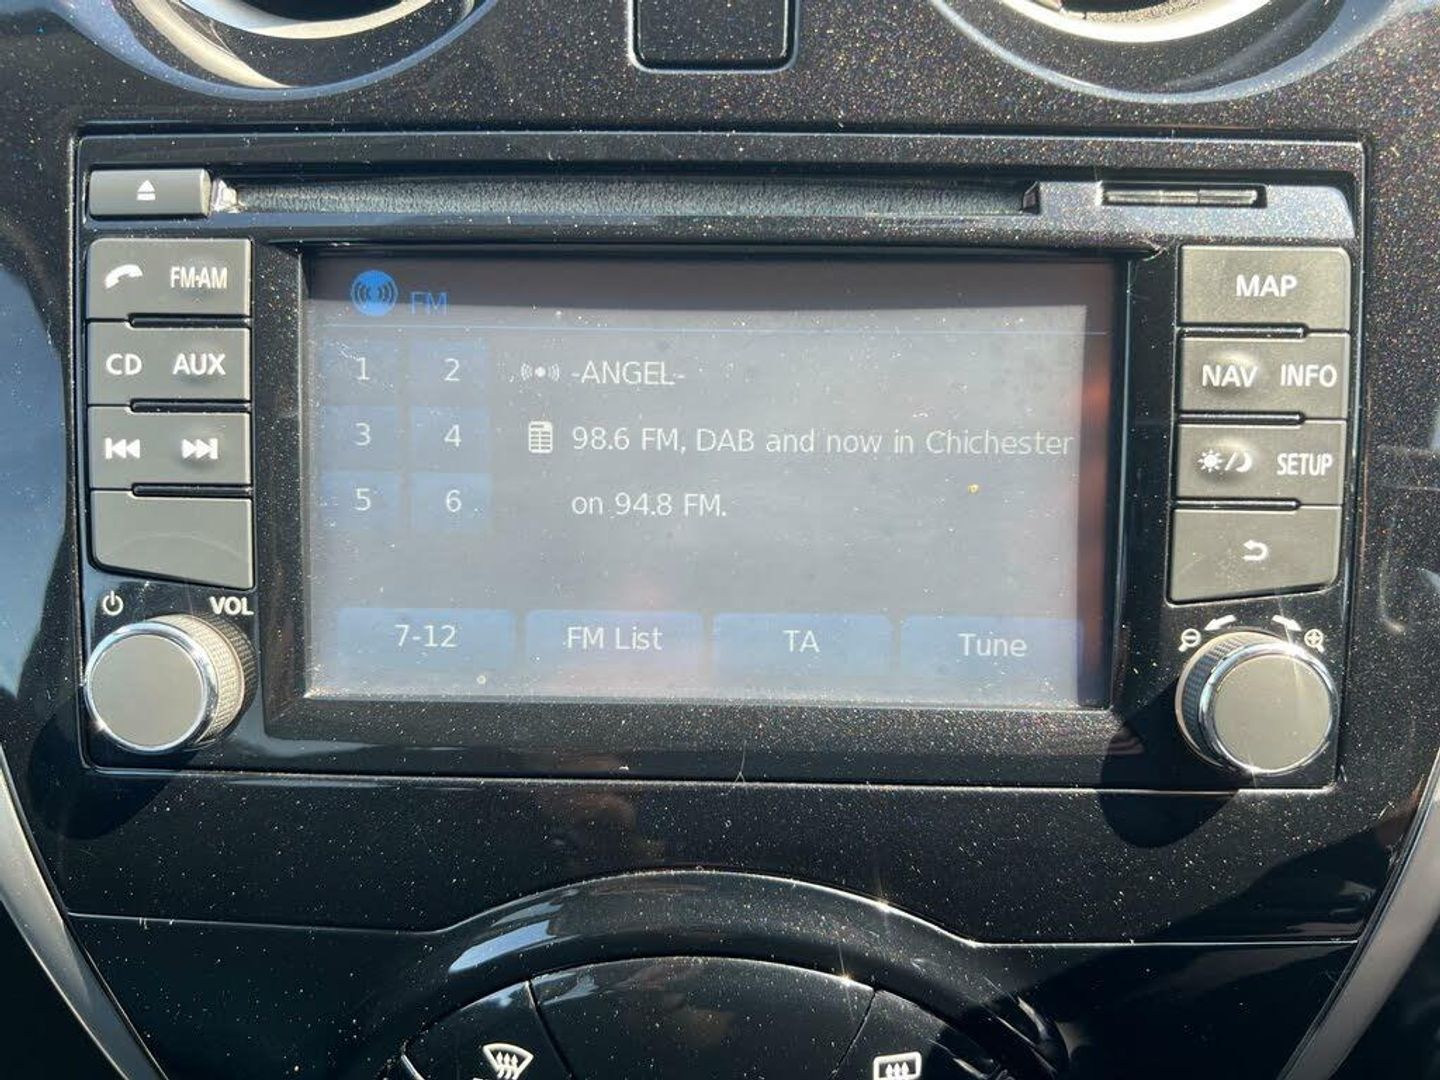 FM·AM
MAP
FM
1 2 -ANGEL-
CD AUX
NAV INFO
3 4 98.6 FM, DAB and now in Chichester
SETUP
5 6 on 94.8 FM.
VOL
7-12 FM List TA Tune